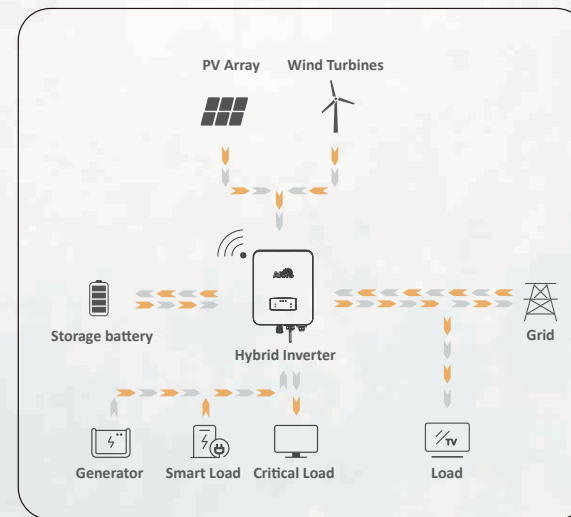 PV Array
Wind Turbines
Storage battery
Hybrid Inverter
Grid
TV
Generator
Smart Load
Critical Load
Load